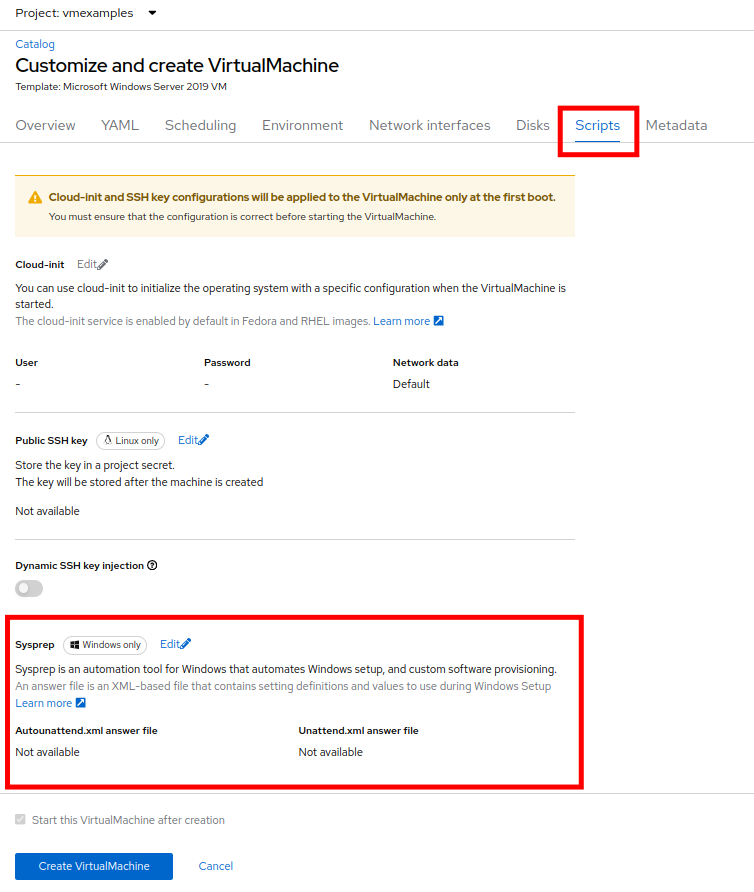 Project: vmexamples
Catalog
Customize and create VirtualMachine
Template: Microsoft Windows Server 2019 VM
Overview YAML Scheduling Environment Network interfaces Disks Scripts Metadata
Cloud-init and SSH key configurations will be applied to the VirtualMachine only at the first boot.
You must ensure that the configuration is correct before starting the VirtualMachine.
Cloud-init Edit
You can use cloud-init to initialize the operating system with a specific configuration when the VirtualMachine is
started.
The cloud-init service is enabled by default in Fedora and RHEL images. Learn more
User Password Network data
- - Default
Public SSH key Linux only Edit
Store the key in a project secret.
The key will be stored after the machine is created
Not available
Dynamic SSH key injection
Sysprep Windows only Edit
Sysprep is an automation tool for Windows that automates Windows setup, and custom software provisioning.
An answer file is an XML-based file that contains setting definitions and values to use during Windows Setup
Learn more
Autounattend.xml answer file Unattend.xml answer file
Not available Not available
Start this VirtualMachine after creation
Create VirtualMachine Cancel